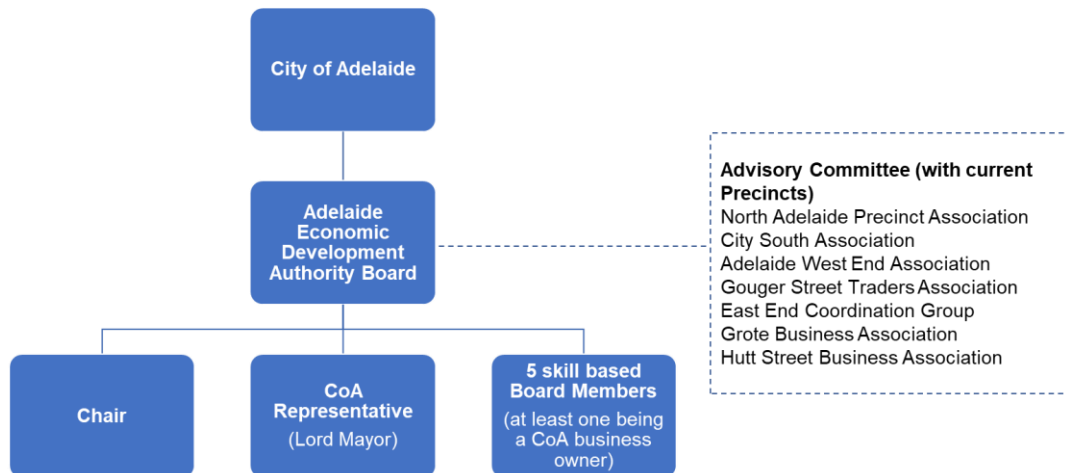 City of Adelaide
Adelaide
Economic
Development
Authority Board
Advisory Committee (with current
Precincts)
North Adelaide Precinct Association
City South Association
Adelaide West End Association
Gouger Street Traders Association
East End Coordination Group
Grote Business Association
Hutt Street Business Association
Chair
CoA
Representative
(Lord Mayor)
5 skill based
Board Members
(at least one being
a CoA business
owner)